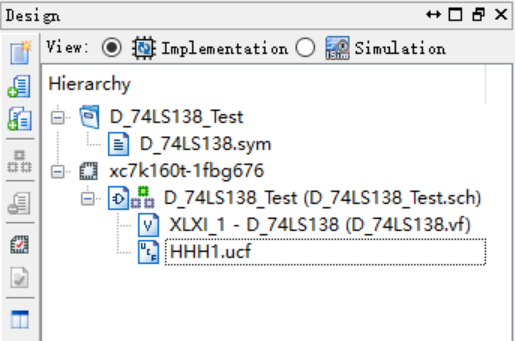 Design
View: Implementation Simulation
Hierarchy
D_74LS138_Test
D_74LS138.sym
xc7k160t-1fbg676
D_74LS138_Test (D_74LS138_Test.sch)
XLXI_1 - D_74LS138 (D_74LS138.vf)
HHH1.ucf